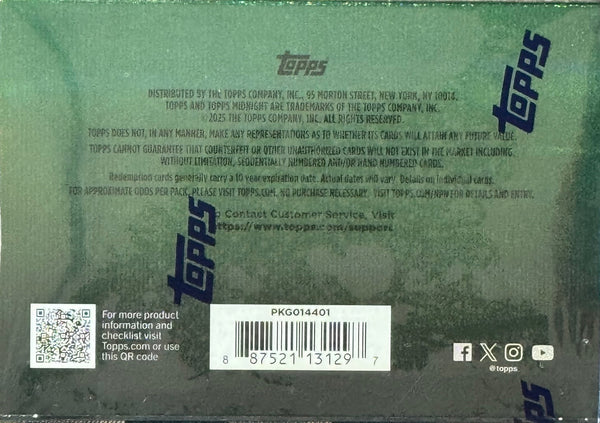 topps
topps
DISTRIBUTED BY THE TOPPS COMPANY, INC., 95 MORTON STREET, NEW YORK, NY 10014.
TOPPS AND TOPPS MIDNIGHT ARE TRADEMARKS OF THE TOPPS COMPANY, INC.
©2025 THE TOPPS COMPANY, INC. ALL RIGHTS RESERVED.
TOPPS DOES NOT, IN ANY MANNER, MAKE ANY REPRESENTATIONS AS TO WHETHER ITS CARDS WILL ATTAIN ANY FUTURE VALUE.
TOPPS CANNOT GUARANTEE THAT COUNTERFEIT OR OTHER UNAUTHORIZED CARDS WILL NOT EXIST IN THE MARKET INCLUDING,
WITHOUT LIMITATION, SEQUENTIALLY NUMBERED AND/OR HAND NUMBERED CARDS.
Redemption cards generally carry a 10 year expiration date. Actual dates will vary. Details on individual cards.
FOR APPROXIMATE ODDS PER PACK, PLEASE VISIT TOPPS.COM. NO PURCHASE NECESSARY. VISIT TOPPS.COM/NPN FOR DETAILS AND ENTRY.
To Contact Customer Service, Visit
https://www.topps.com/support
topps
For more product
information and
checklist visit
Topps.com or use
this QR code
PKG014401
8 87521 13129 7
@topps
topps